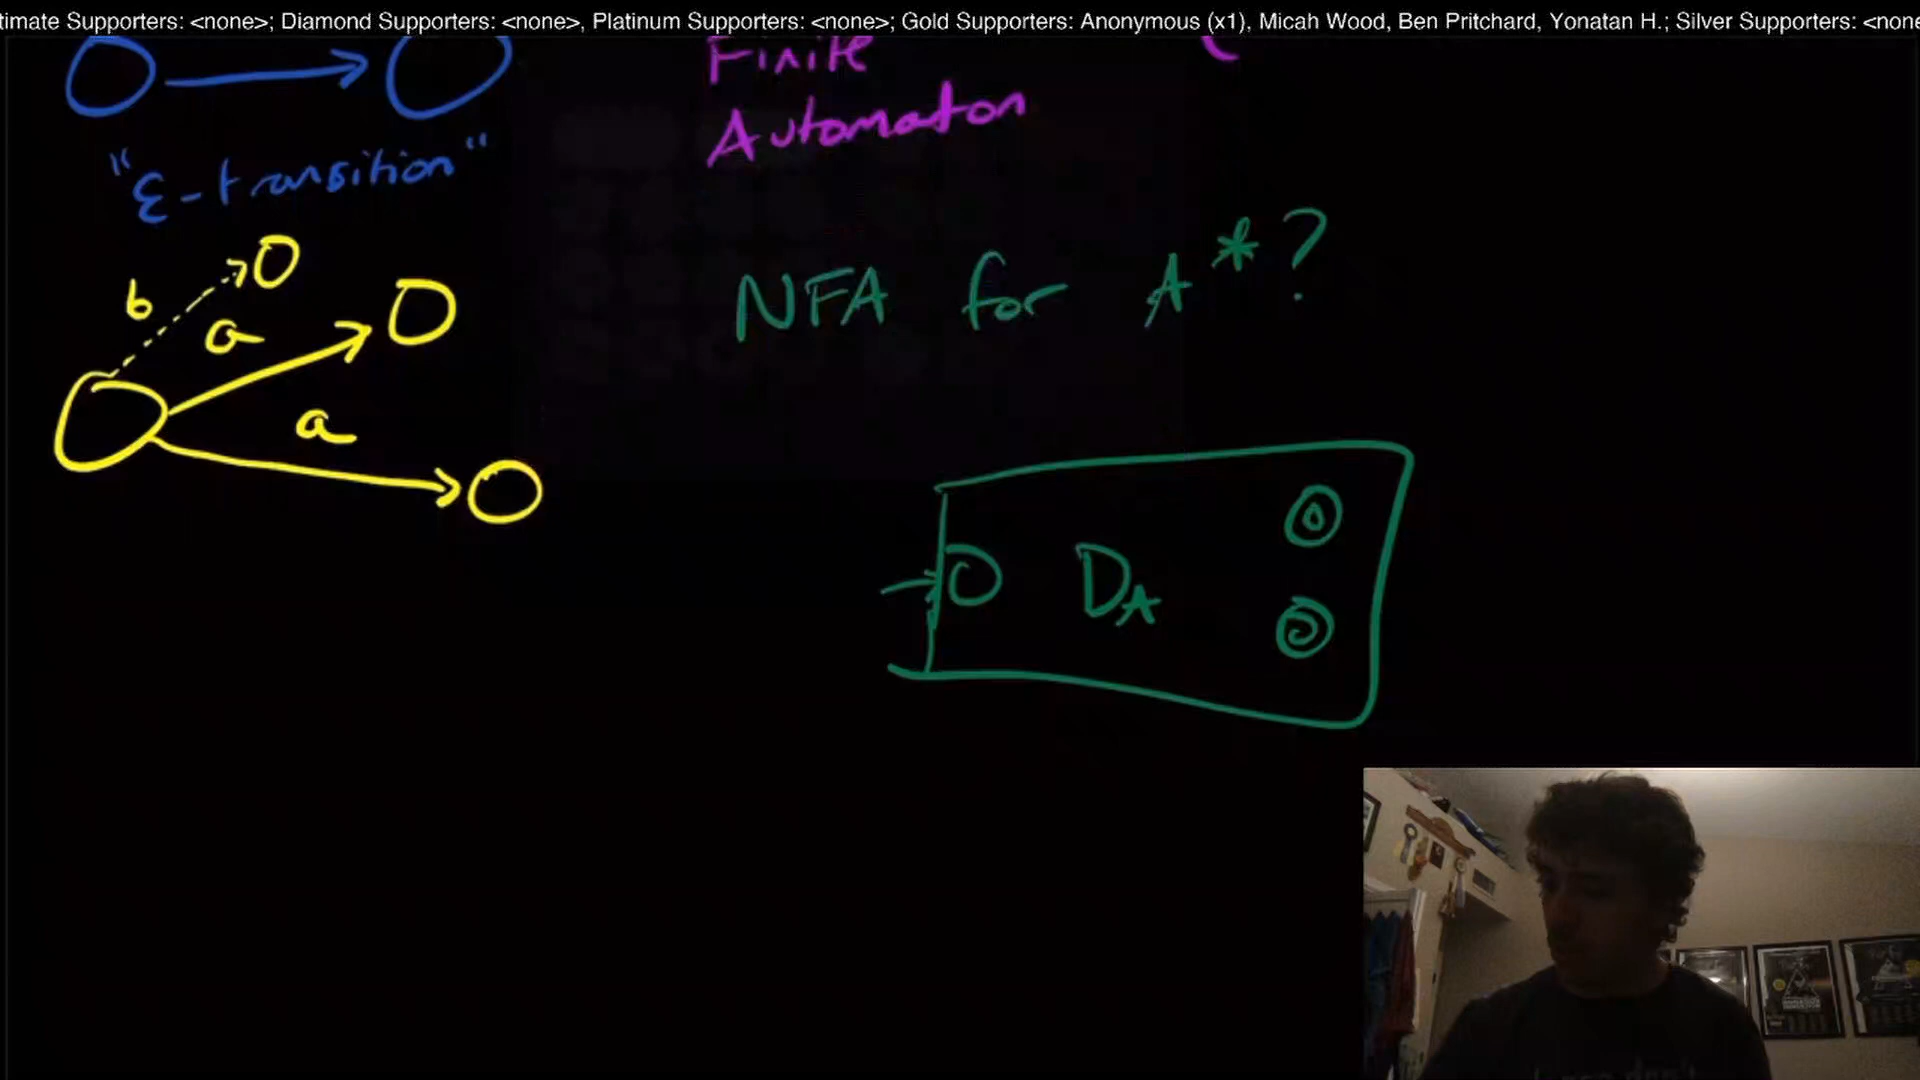 timate Supporters: <none>; Diamond Supporters: <none>, Platinum Supporters: <none>; Gold Supporters: Anonymous (x1), Micah Wood, Ben Pritchard, Yonatan H.; Silver Supporters: <none
Finite
Automaton
"ε-transition"
b
a
a
NFA for A*?
DA